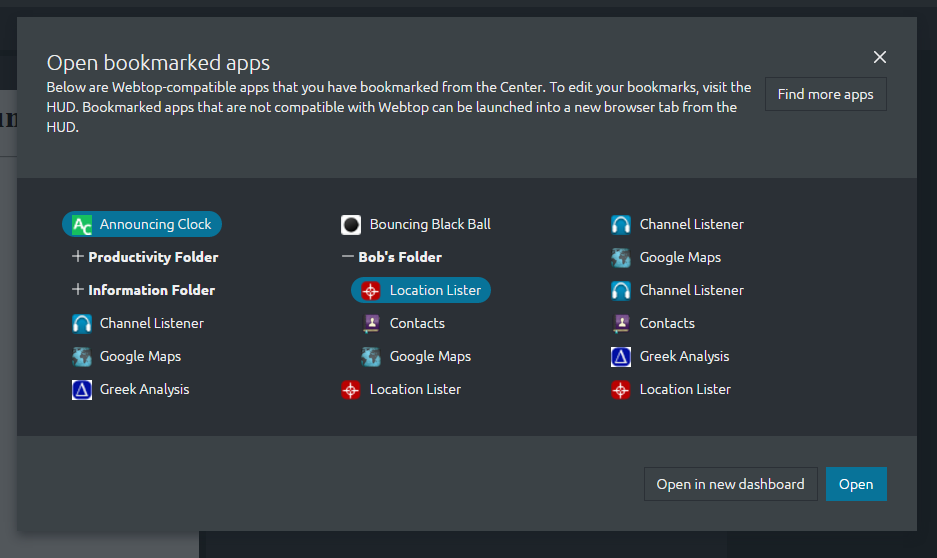 Open bookmarked apps
Below are Webtop-compatible apps that you have bookmarked from the Center. To edit your bookmarks, visit the
HUD. Bookmarked apps that are not compatible with Webtop can be launched into a new browser tab from the
HUD.
Find more apps
Announcing Clock
Productivity Folder
Information Folder
Channel Listener
Google Maps
Greek Analysis
Bouncing Black Ball
Bob's Folder
Location Lister
Contacts
Google Maps
Location Lister
Channel Listener
Google Maps
Channel Listener
Contacts
Greek Analysis
Location Lister
Open in new dashboard
Open